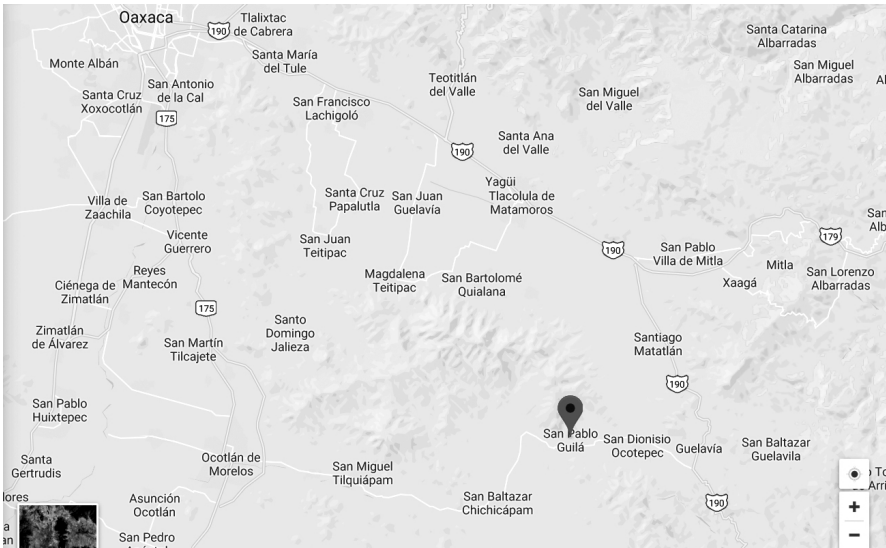 Oaxaca
Tlalixtac
de Cabrera
190
Santa Catarina
Albarradas
Monte Albán
Santa María
del Tule
San Miguel
Albarradas
Teotitlán
del Valle
San Antonio
de la Cal
San Miguel
del Valle
Santa Cruz
Xoxocotlán
San Francisco
Lachigoló
175
Santa Ana
del Valle
190
Yagüi
Tlacolula de
Matamoros
Santa Cruz
Papalutla
San Juan
Guelavía
Villa de
Zaachila
San Bartolo
Coyotepec
San
Alb
Vicente
Guerrero
San Juan
Teitipac
179
190
San Pablo
Villa de Mitla
Mitla
Reyes
Mantecón
Magdalena
Teitipac
San Bartolomé
Quialana
Xaagá
San Lorenzo
Albarradas
Ciénega de
Zimatlán
175
Santo
Domingo
Jalieza
Zimatlán
de Álvarez
San Martín
Tilcajete
Santiago
Matatlán
190
San Pablo
Huixtepec
San Pablo
Guilá
San Dionisio
Ocotepec
Guelavía
San Baltazar
Guelavila
Santa
Gertrudis
Ocotlán de
Morelos
San Miguel
Tilquiápam
San Baltazar
Chichicápam
Asunción
Ocotlán
190
lores
San Pedro